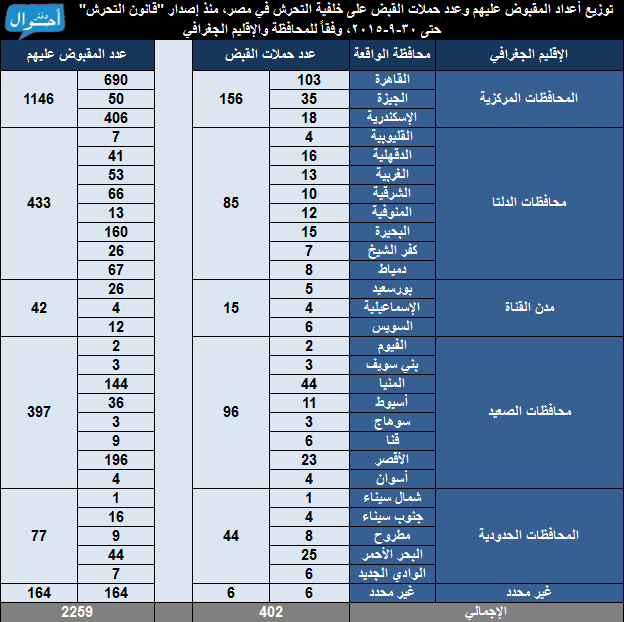 توزيع أعداد المقبوض عليهم وعدد حملات القبض على خلفية التحرش في مصر، منذ إصدار "قانون التحرش"
حتى ٣٠-٩-٢٠١٥، وفقاً للمحافظة والإقليم الجغرافي
دفتر أحوال
الإقليم الجغرافي محافظة الواقعة عدد حملات القبض عدد المقبوض عليهم
المحافظات المركزية القاهرة 103 156 690 1146
الجيزة 35 50
الإسكندرية 18 406
محافظات الدلتا القليوبية 4 85 7 433
الدقهلية 16 41
الغربية 13 53
الشرقية 10 66
المنوفية 12 13
البحيرة 15 160
كفر الشيخ 7 26
دمياط 8 67
مدن القناة بورسعيد 5 15 26 42
الإسماعيلية 4 4
السويس 6 12
محافظات الصعيد الفيوم 2 96 2 397
بني سويف 3 3
المنيا 44 144
أسيوط 11 36
سوهاج 3 3
قنا 6 9
الأقصر 23 196
أسوان 4 4
المحافظات الحدودية شمال سيناء 1 44 1 77
جنوب سيناء 4 16
مطروح 8 9
البحر الأحمر 25 44
الوادي الجديد 6 7
غير محدد غير محدد 6 6 164 164
الإجمالي 402 2259